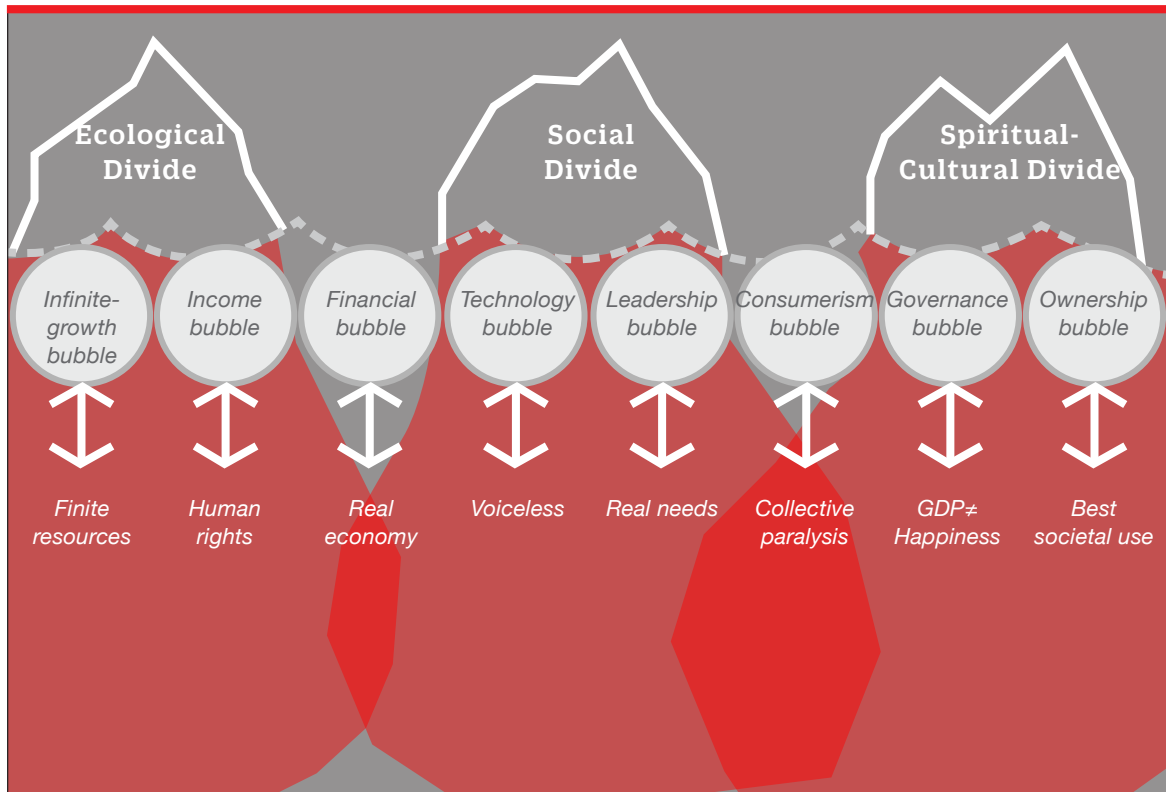 Ecological
Divide
Social
Divide
Spiritual-
Cultural Divide
Infinite-
growth
bubble
Income
bubble
Financial
bubble
Technology
bubble
Leadership
bubble
Consumerism
bubble
Governance
bubble
Ownership
bubble
Finite
resources
Human
rights
Real
economy
Voiceless
Real needs
Collective
paralysis
GDP≠
Happiness
Best
societal use